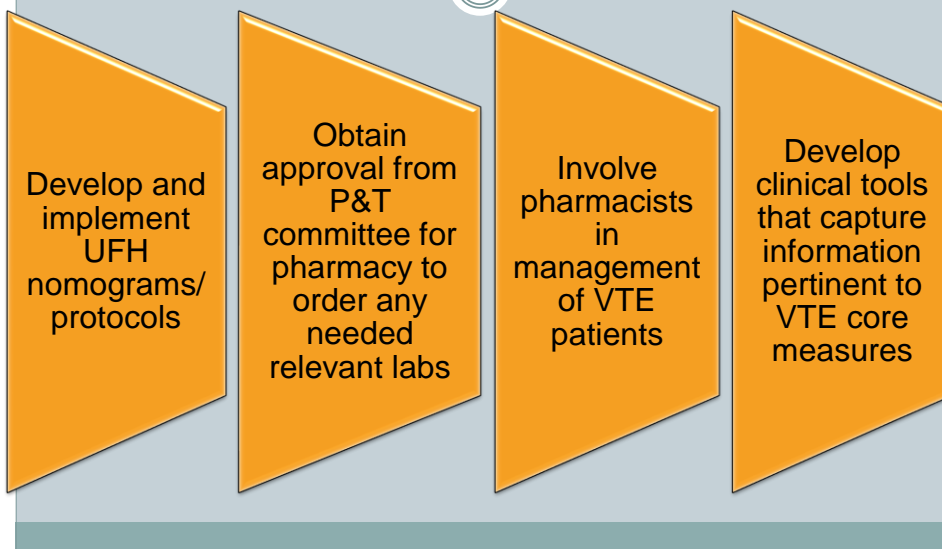 Develop and
implement
UFH
nomograms/
protocols
Obtain
approval from
P&T
committee for
pharmacy to
order any
needed
relevant labs
Involve
pharmacists
in
management
of VTE
patients
Develop
clinical tools
that capture
information
pertinent to
VTE core
measures